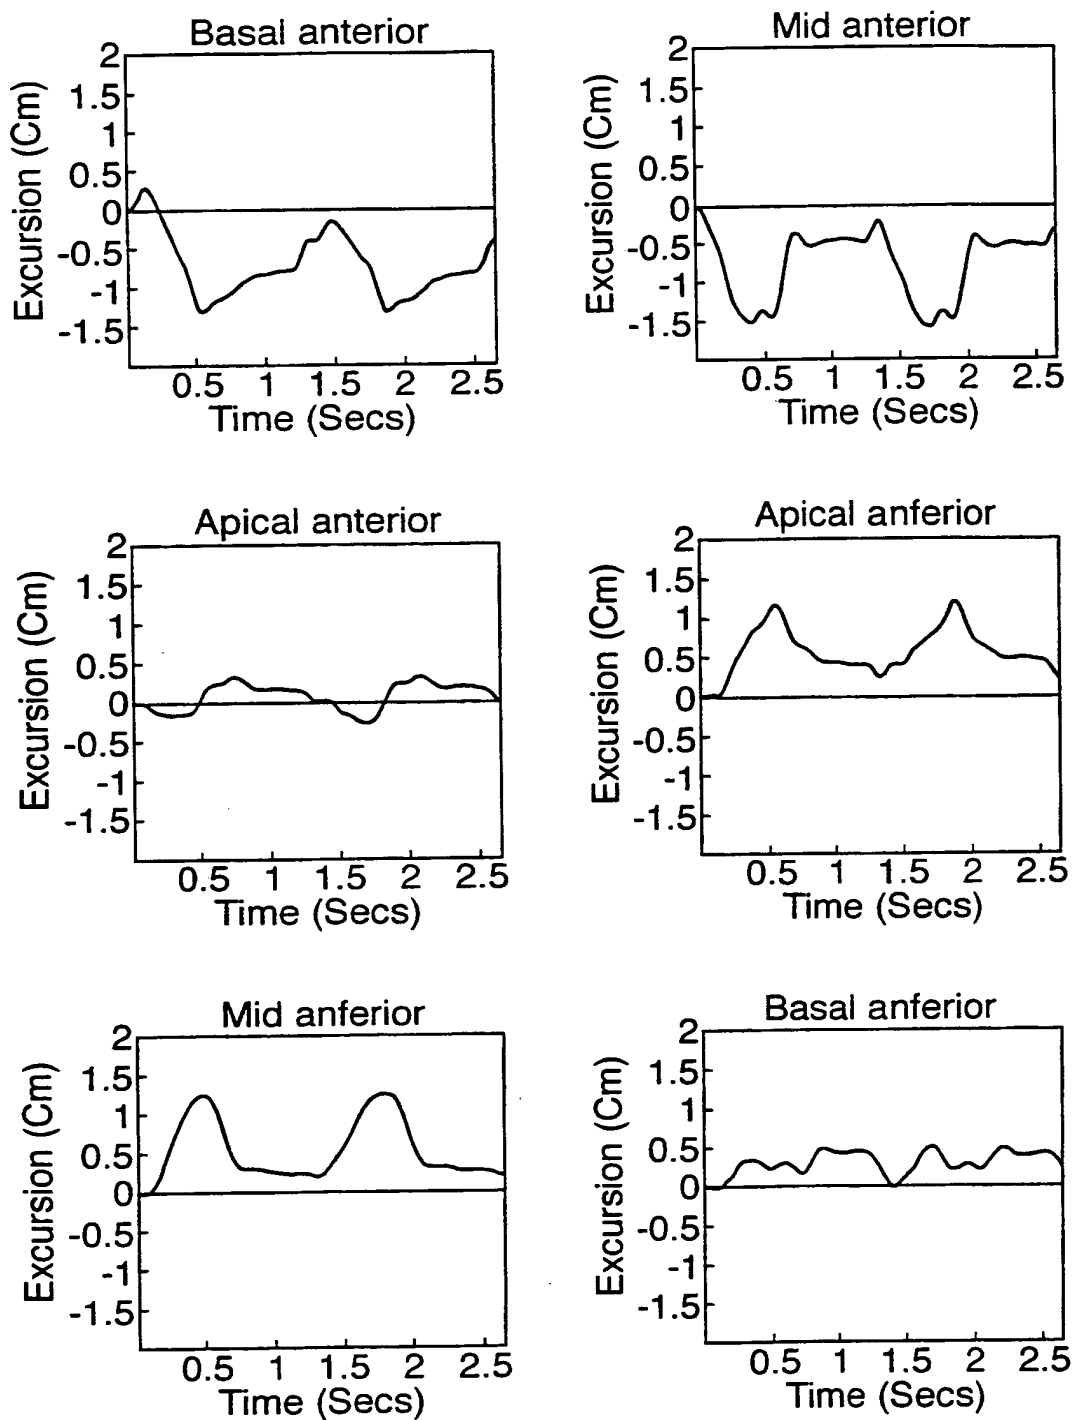 Basal anterior
Excursion (Cm)
2
1.5
1
0.5
0
-0.5
-1
-1.5
0.5 1 1.5 2 2.5
Time (Secs)
Mid anterior
Excursion (Cm)
2
1.5
1
0.5
0
-0.5
-1
-1.5
0.5 1 1.5 2 2.5
Time (Secs)
Apical anterior
Excursion (Cm)
2
1.5
1
0.5
0
-0.5
-1
-1.5
0.5 1 1.5 2 2.5
Time (Secs)
Apical anferior
Excursion (Cm)
2
1.5
1
0.5
0
-0.5
-1
-1.5
0.5 1 1.5 2 2.5
Time (Secs)
Mid anferior
Excursion (Cm)
2
1.5
1
0.5
0
-0.5
-1
-1.5
0.5 1 1.5 2 2.5
Time (Secs)
Basal anferior
Excursion (Cm)
2
1.5
1
0.5
0
-0.5
-1
-1.5
0.5 1 1.5 2 2.5
Time (Secs)